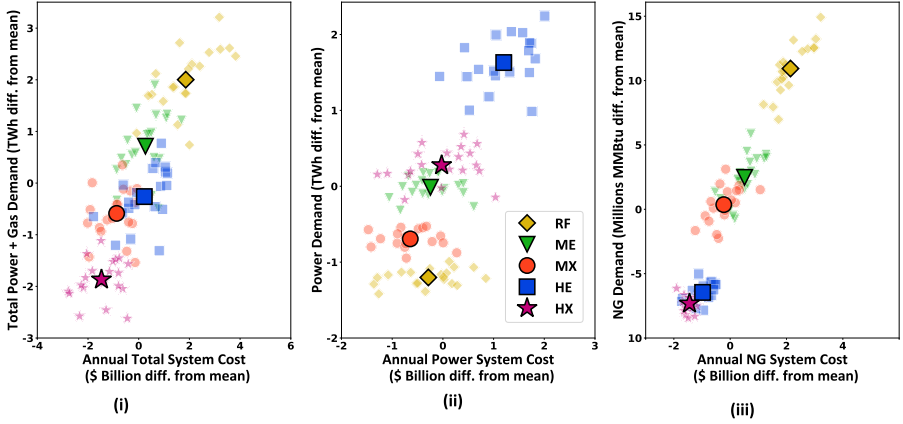 Total Power + Gas Demand (TWh diff. from mean)
3
2
1
0
-1
-2
-3
-4
-2
0
2
4
6
Annual Total System Cost
($ Billion diff. from mean)
(i)
Power Demand (TWh diff. from mean)
2
1
0
-1
-2
-2
-1
0
1
2
3
Annual Power System Cost
($ Billion diff. from mean)
(ii)
RF
ME
MX
HE
HX
NG Demand (Millions MMBtu diff. from mean)
15
10
5
0
-5
10
-2
0
2
4
Annual NG System Cost
($ Billion diff. from mean)
(iii)